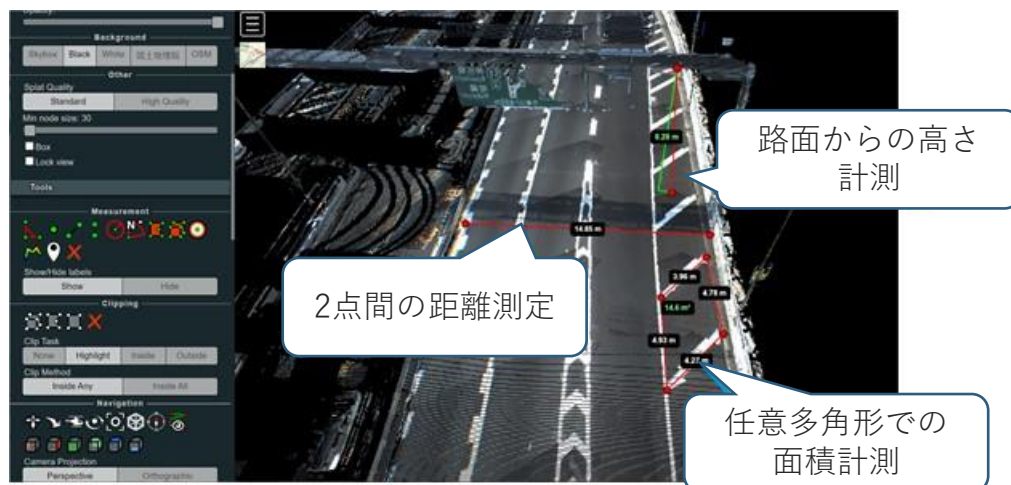 Opacity
Background
Skybox Black White 国土地理院 OSM
Other
Splat Quality
Standard High Quality
Min node size: 30
Box
Lock view
Tools
Measurement
Show/Hide labels
Show Hide
Clipping
Clip Task
None Highlight Inside Outside
Clip Method
Inside Any Inside All
Navigation
Camera Projection
Perspective Orthographic
路面からの高さ
計測
14.85 m
2点間の距離測定
3.96 m
4.78 m
14.6 m²
4.93 m
4.27 m
任意多角形での
面積計測